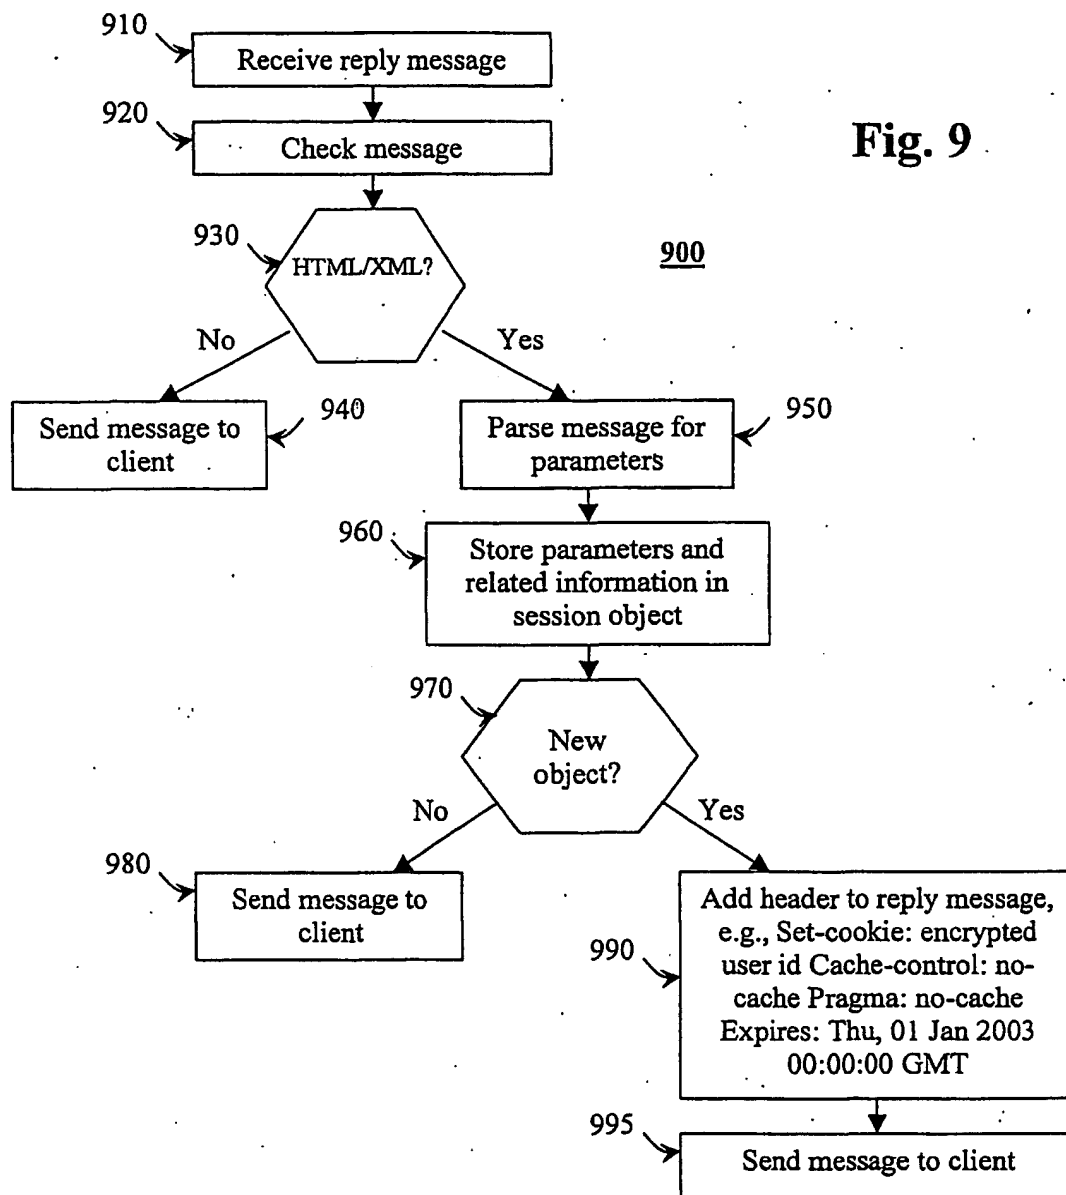 910
Receive reply message
920
Check message
Fig. 9
930
HTML/XML?
900
No
Yes
Send message to
client
940
Parse message for
parameters
950
960
Store parameters and
related information in
session object
970
New
object?
No
Yes
980
Send message to
client
Add header to reply message,
e.g., Set-cookie: encrypted
user id Cache-control: no-
cache Pragma: no-cache
Expires: Thu, 01 Jan 2003
00:00:00 GMT
990
995
Send message to client